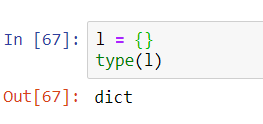 In [67]: l = {}
type(l)
Out[67]: dict